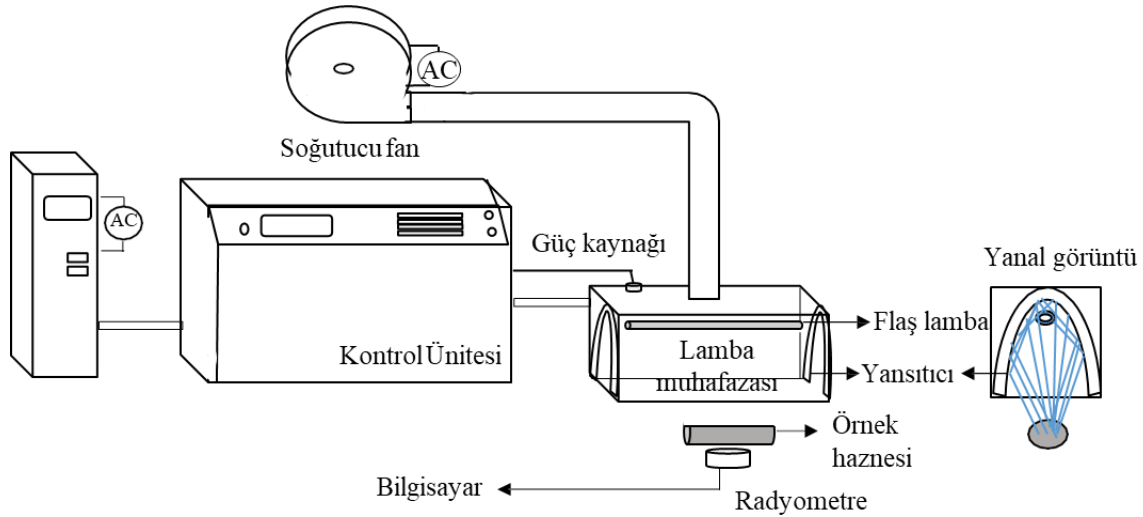 AC
Soğutucu fan
AC
Güç kaynağı
Yanal görüntü
Flaş lamba
Kontrol Ünitesi
Lamba
muhafazası
Yansıtıcı
Örnek
haznesi
Bilgisayar
Radyometre